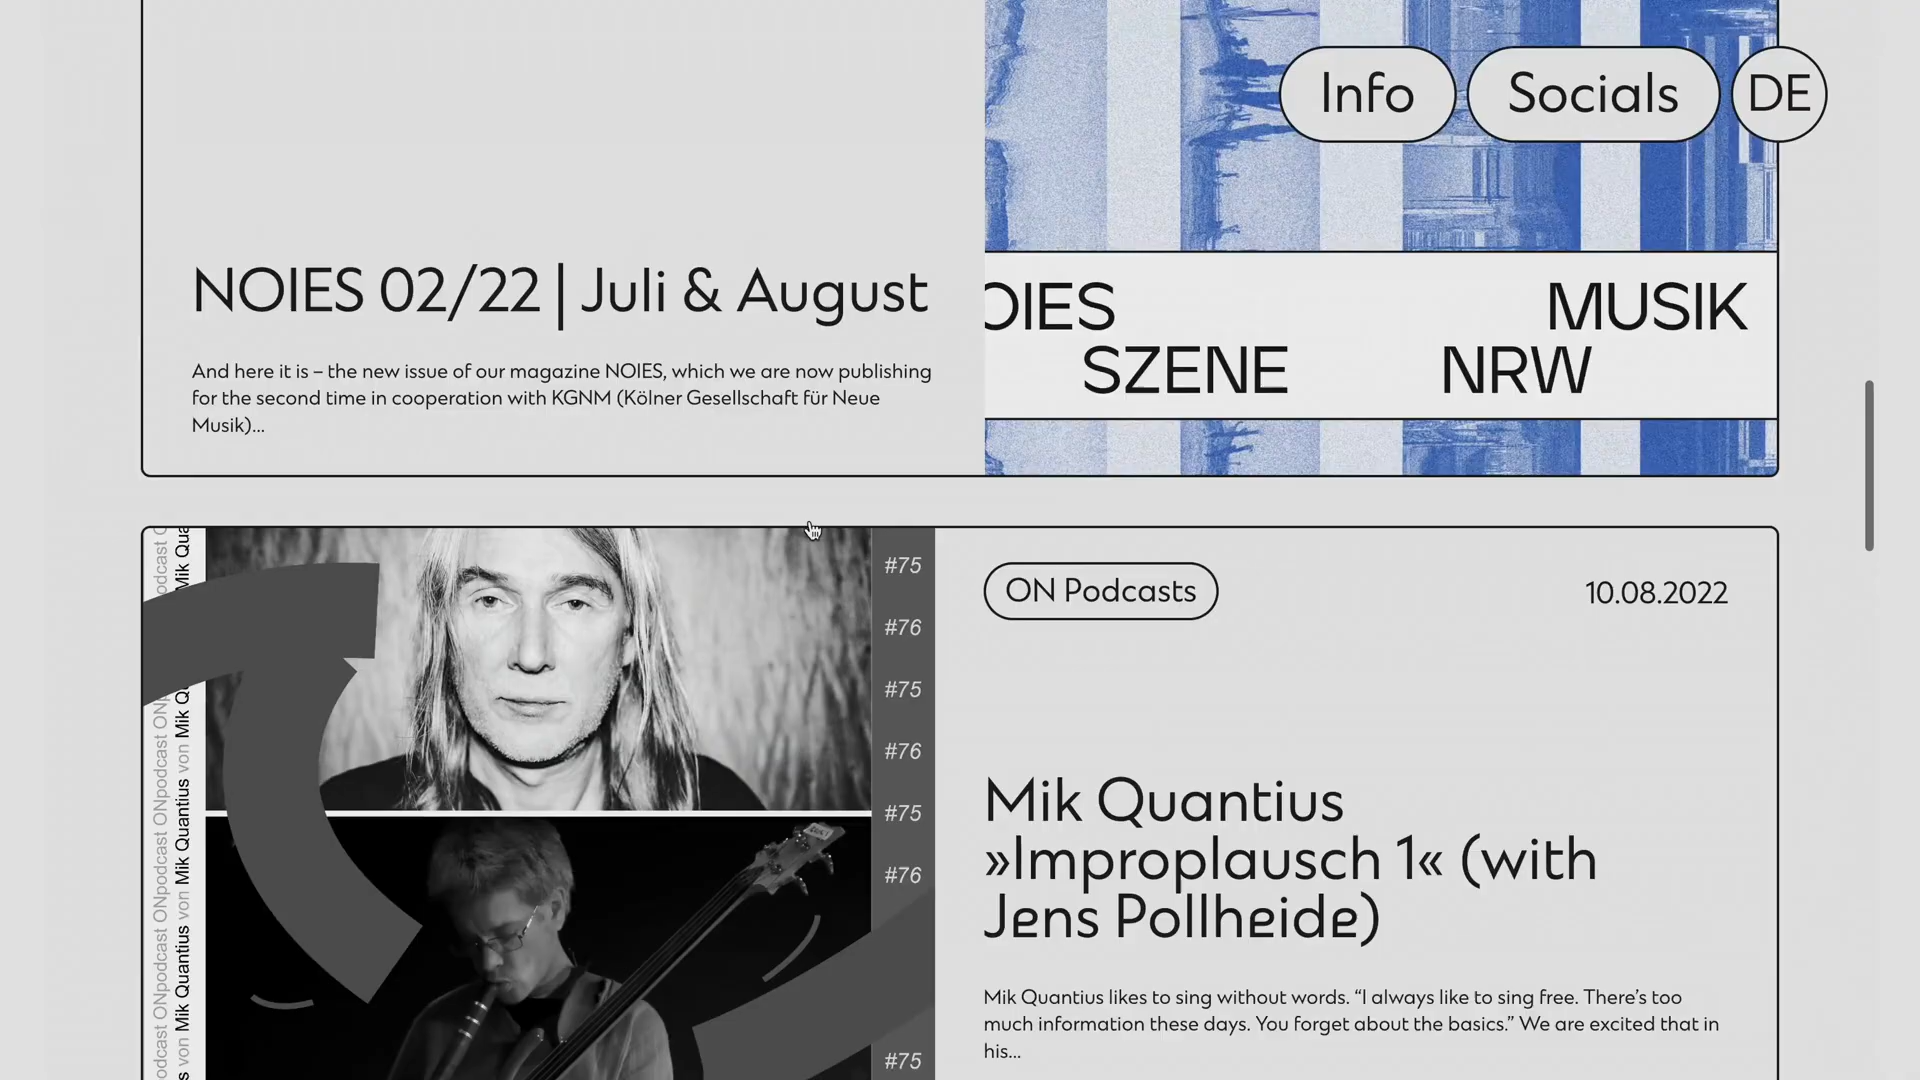 Info
Socials
DE
NOIES 02/22 | Juli & August
And here it is – the new issue of our magazine NOIES, which we are now publishing
for the second time in cooperation with KGNM (Kölner Gesellschaft für Neue
Musik)...
OIES
MUSIK
SZENE
NRW
podcast ONpodcast ONpodcast ONpodcast
von Mik Quantius von Mik Quantius von
#75
#76
#75
#76
#75
#76
#75
ON Podcasts
10.08.2022
Mik Quantius
»Improplausch 1« (with
Jens Pollheide)
Mik Quantius likes to sing without words. “I always like to sing free. There’s too
much information these days. You forget about the basics.” We are excited that in
his...